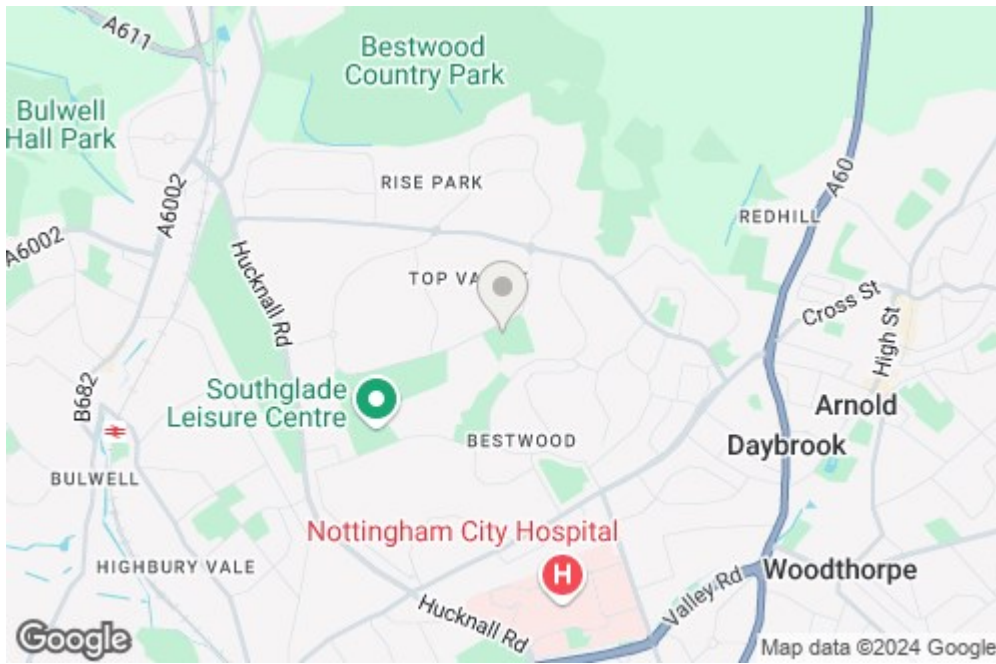 A611
Bestwood
Country Park
Bulwell
Hall Park
RISE PARK
A6002
A60
REDHILL
A6002
Hucknall Rd
TOP VA
Cross St
High St
B682
Southglade
Leisure Centre
Arnold
BESTWOOD
Daybrook
BULWELL
Nottingham City Hospital
H
HIGHBURY VALE
Woodthorpe
Valley Rd
Hucknall Rd
Google
Map data ©2024 Google